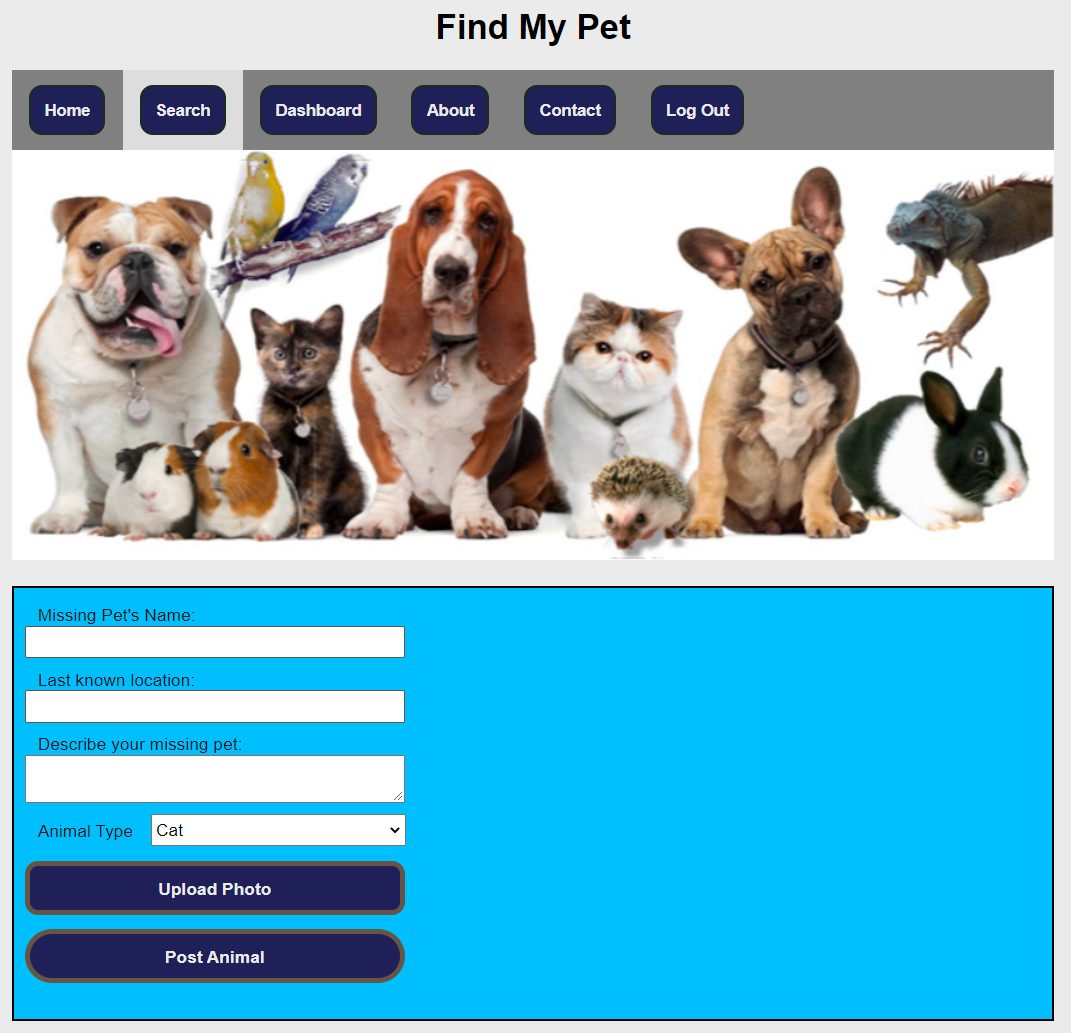 Find My Pet
Home Search Dashboard About Contact Log Out
Missing Pet's Name:
Last known location:
Describe your missing pet:
Animal Type Cat
Upload Photo
Post Animal